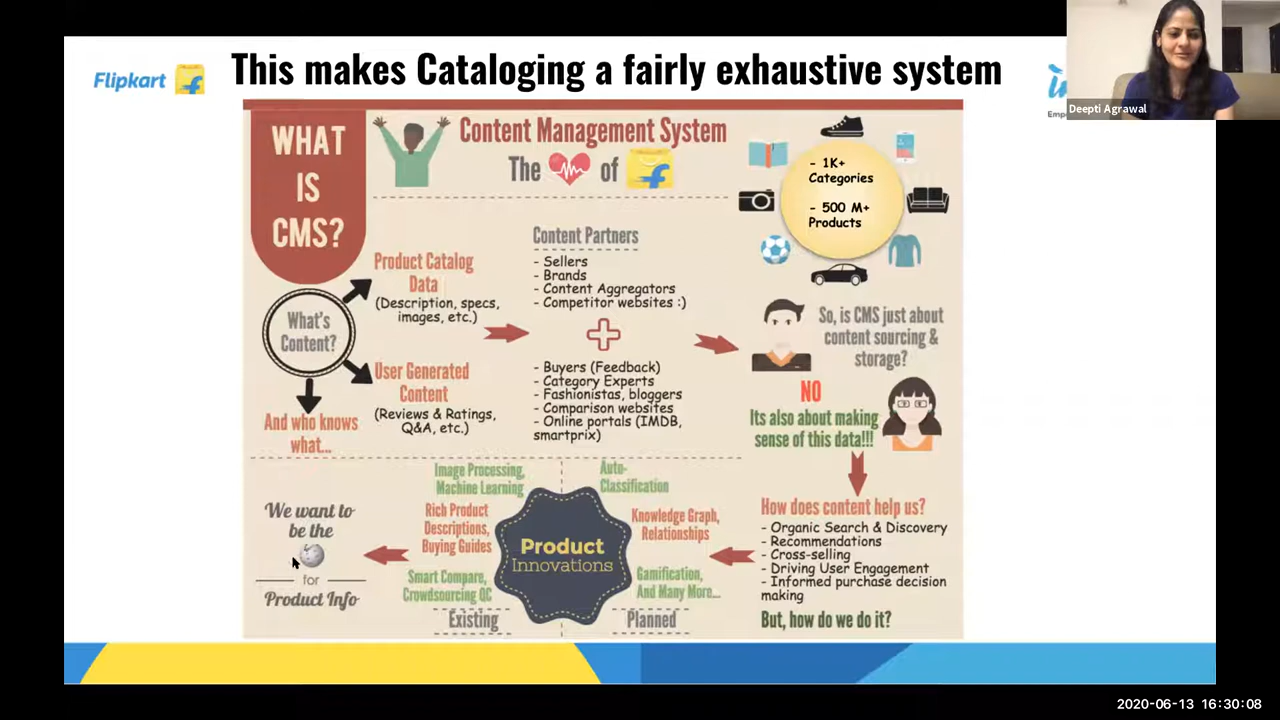 Flipkart
This makes Cataloging a fairly exhaustive system
Deepti Agrawal
WHAT
IS
CMS?
Content Management System
The of
- 1K+
Categories
- 500 M+
Products
What's
Content?
Product Catalog
Data
(Description, specs,
images, etc.)
User Generated
Content
(Reviews & Ratings,
Q&A, etc.)
And who knows
what...
Content Partners
- Sellers
- Brands
- Content Aggregators
- Competitor websites :)
- Buyers (Feedback)
- Category Experts
- Fashionistas, bloggers
- Comparison websites
- Online portals (IMDB,
smartprix)
So, is CMS just about
content sourcing &
storage?
NO
Its also about making
sense of this data!!!
How does content help us?
- Organic Search & Discovery
- Recommendations
- Cross-selling
- Driving User Engagement
- Informed purchase decision
making
But, how do we do it?
Product
Innovations
Auto-
Classification
Knowledge Graph,
Relationships
Gamification,
And Many More...
Planned
Image Processing,
Machine Learning
Rich Product
Descriptions,
Buying Guides
Smart Compare,
Crowdsourcing QC
Existing
We want to
be the
for
Product Info
2020-06-13 16:30:08